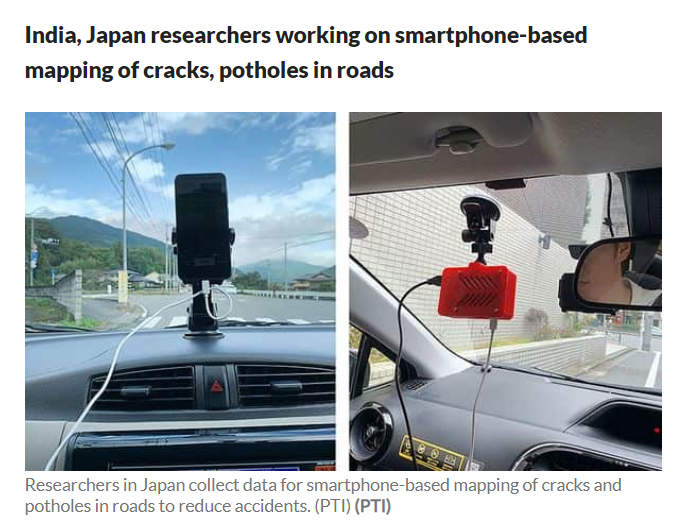 India, Japan researchers working on smartphone-based
mapping of cracks, potholes in roads
Researchers in Japan collect data for smartphone-based mapping of cracks and
potholes in roads to reduce accidents. (PTI) (PTI)